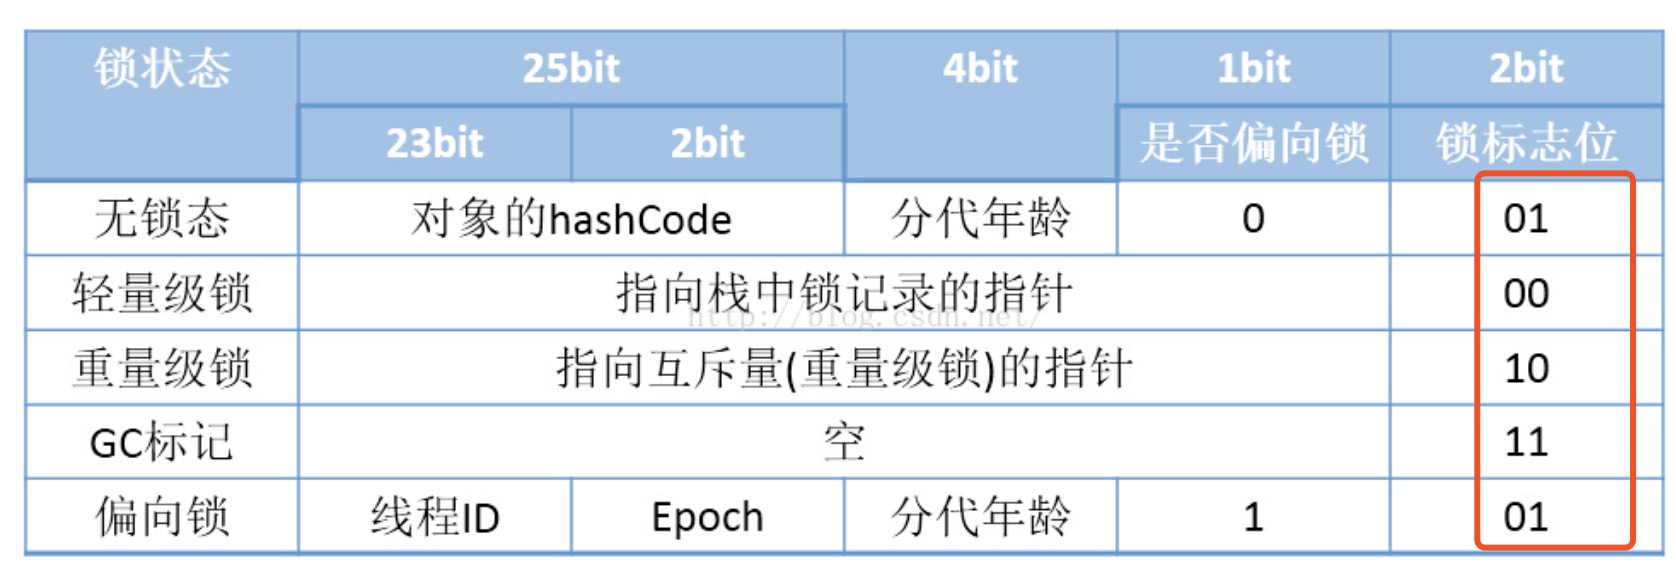 锁状态 25bit 4bit 1bit 2bit
23bit 2bit 是否偏向锁 锁标志位
无锁态 对象的hashCode 分代年龄 0 01
轻量级锁 指向栈中锁记录的指针 00
http://blog.csdn.net/
重量级锁 指向互斥量(重量级锁)的指针 10
GC标记 空 11
偏向锁 线程ID Epoch 分代年龄 1 01